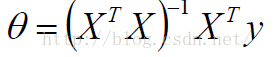 θ = (X^T X)^{-1} X^T y
http://blog.csdn.net/